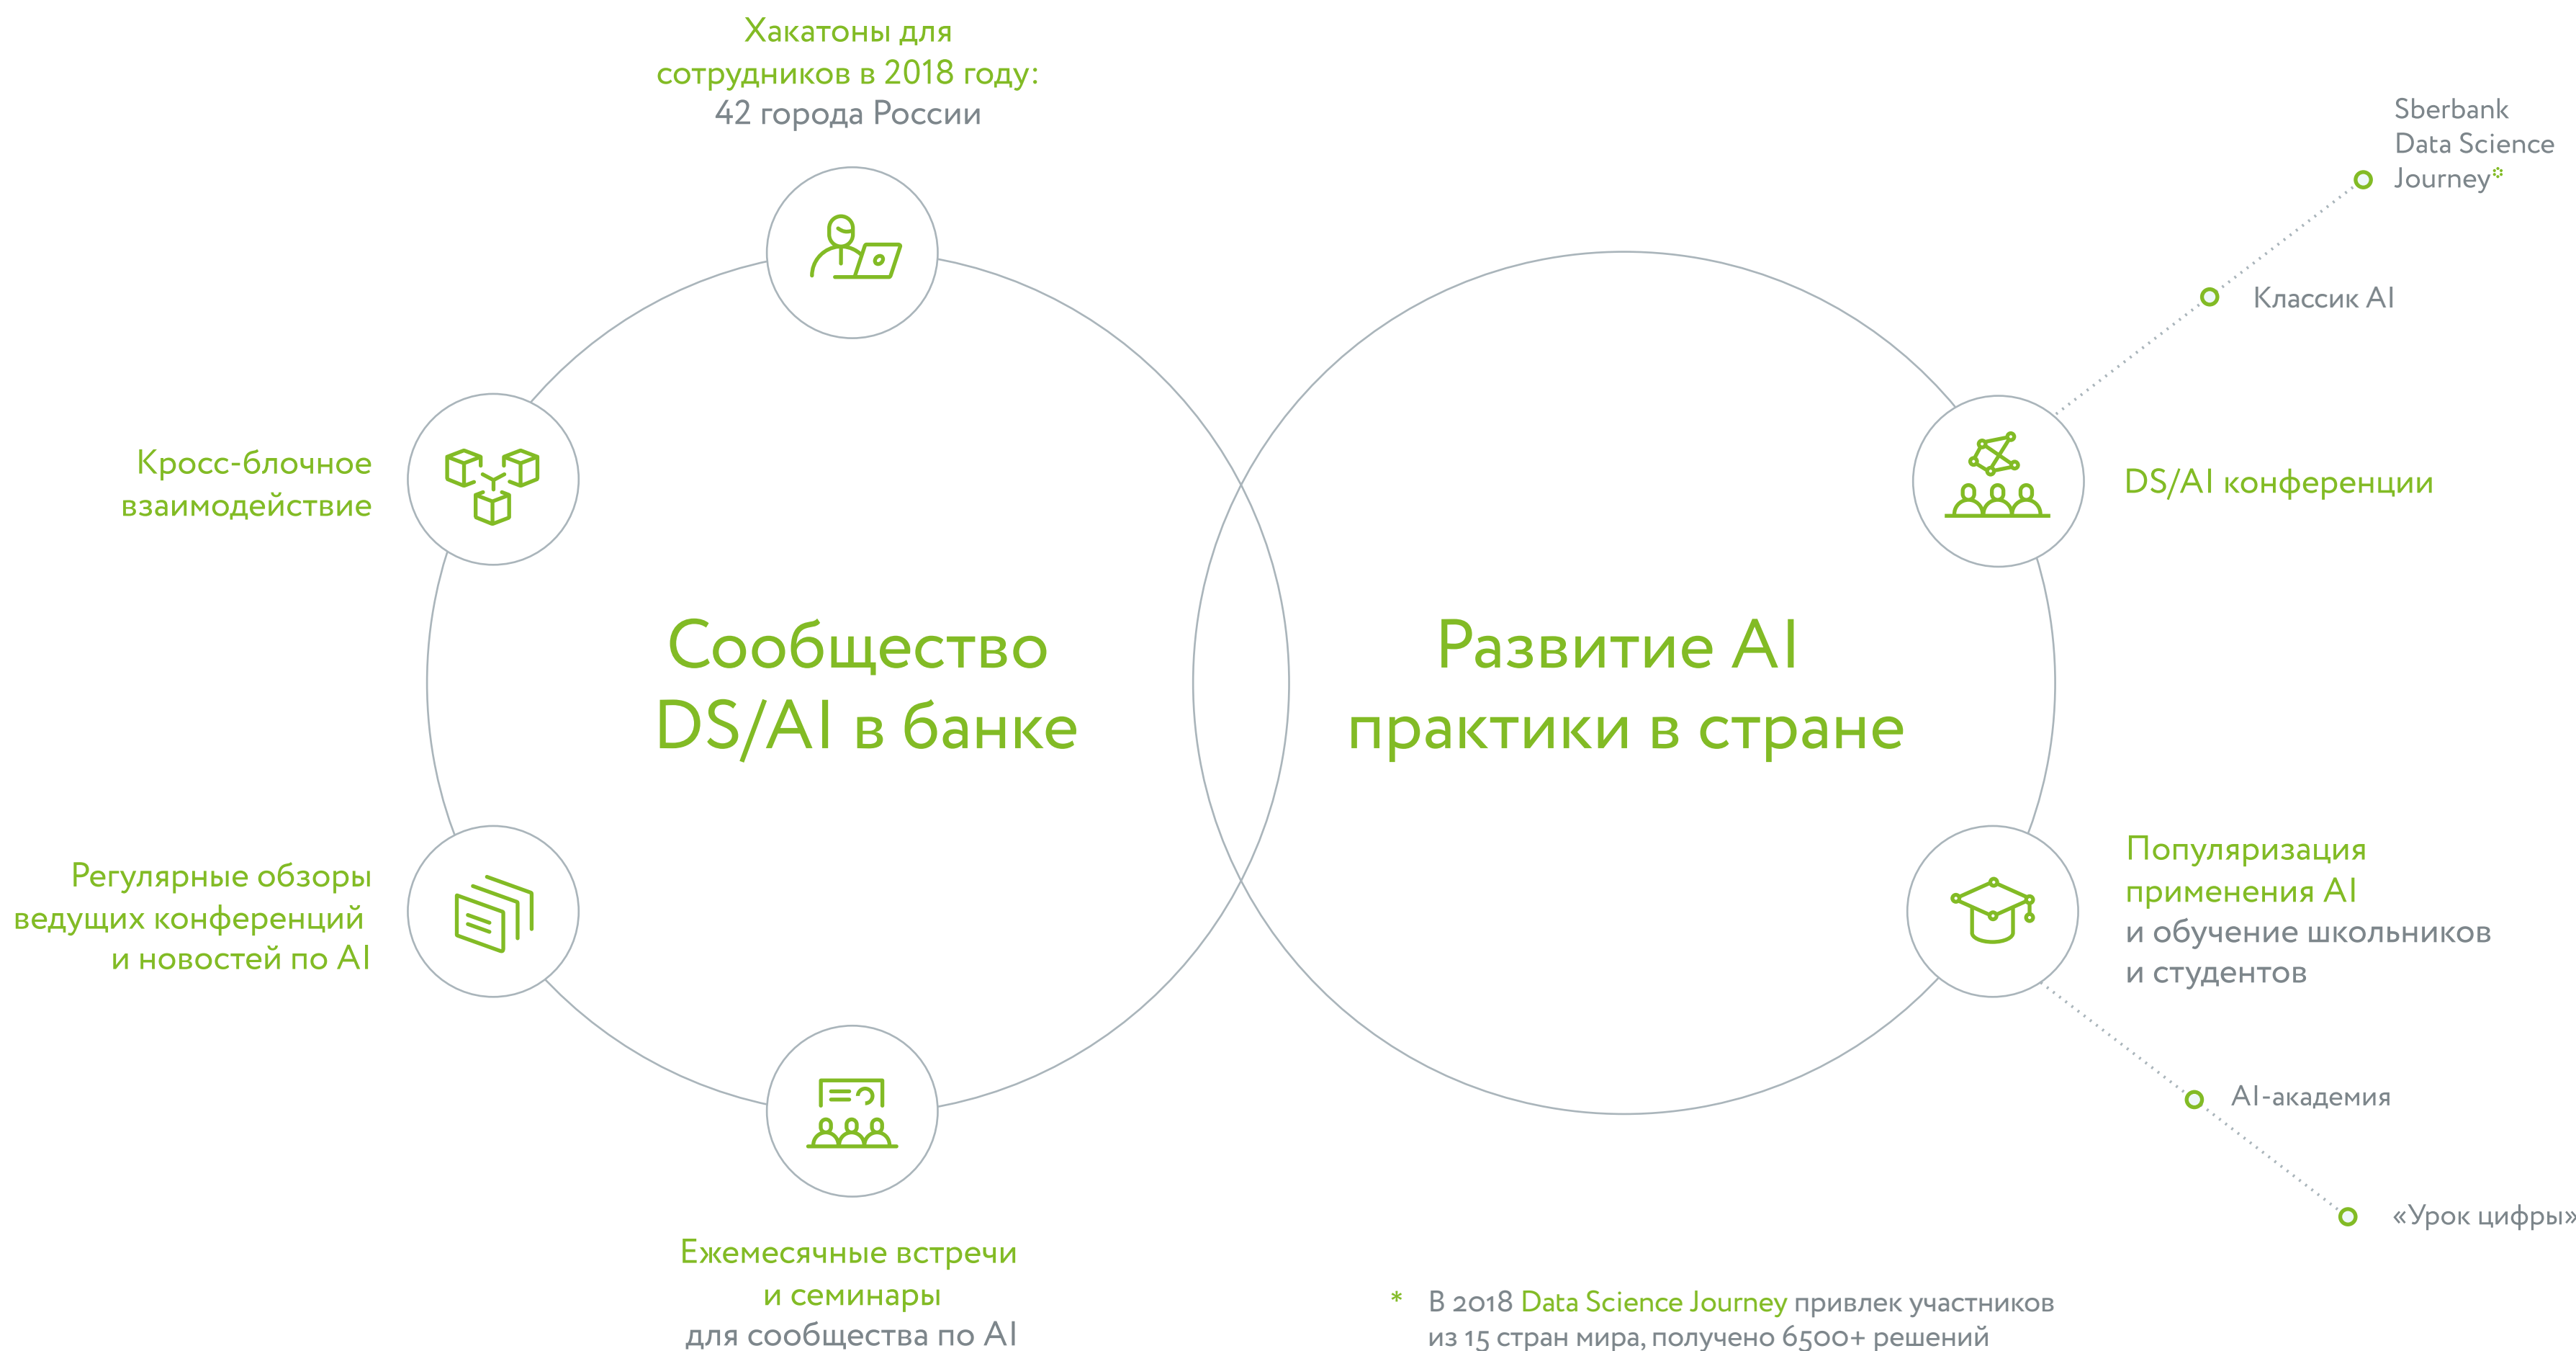 Хакатоны для
сотрудников в 2018 году:
42 города России
Кросс-блочное
взаимодействие
Регулярные обзоры
ведущих конференций
и новостей по AI
Сообщество
DS/AI в банке
Ежемесячные встречи
и семинары
для сообщества по AI
Развитие AI
практики в стране
Sberbank
Data Science
Journey*
Классик AI
DS/AI конференции
Популяризация
применения AI
и обучение школьников
и студентов
AI-академия
«Урок цифры»
* В 2018 Data Science Journey привлек участников
из 15 стран мира, получено 6500+ решений